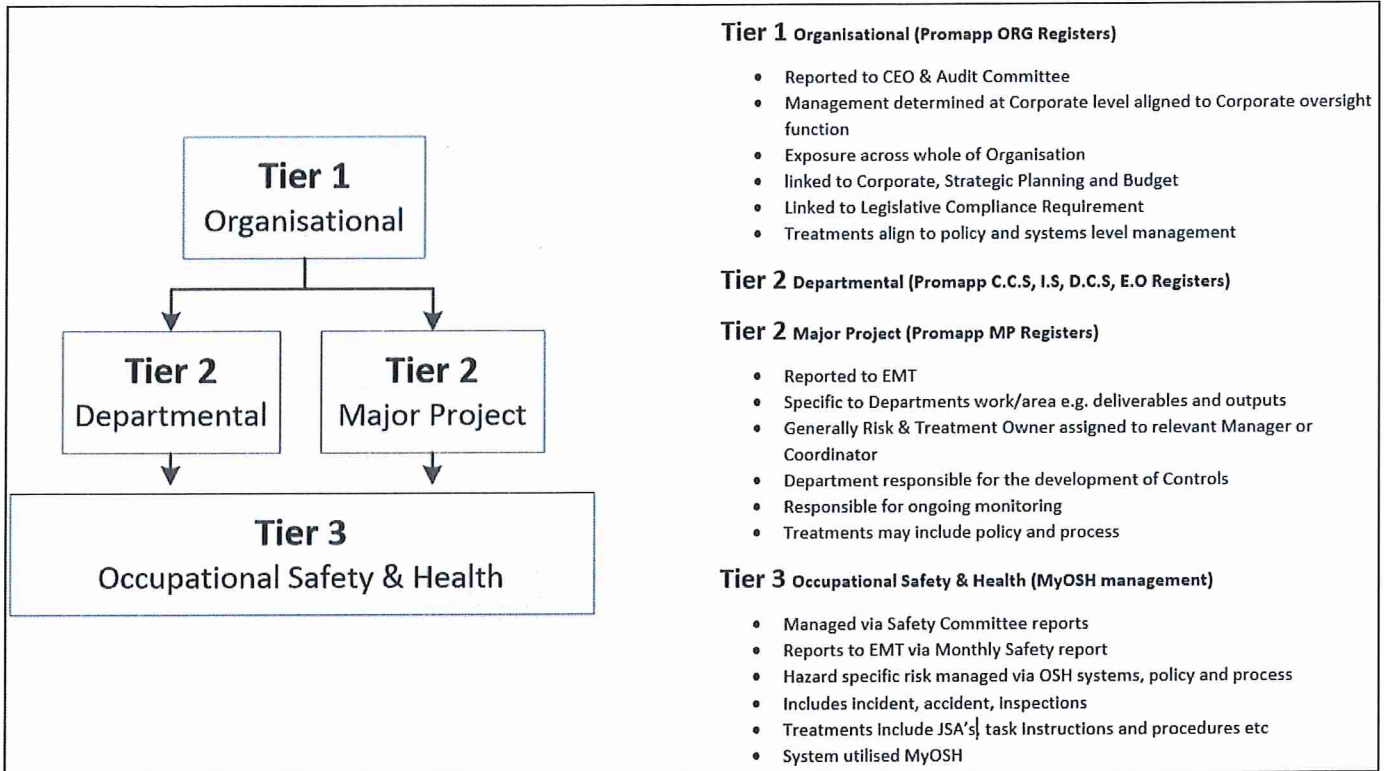 Tier 1
Organisational
Tier 2
Departmental
Tier 2
Major Project
Tier 3
Occupational Safety & Health
Tier 1 Organisational (Promapp ORG Registers)
• Reported to CEO & Audit Committee
• Management determined at Corporate level aligned to Corporate oversight
function
• Exposure across whole of Organisation
• linked to Corporate, Strategic Planning and Budget
• Linked to Legislative Compliance Requirement
• Treatments align to policy and systems level management
Tier 2 Departmental (Promapp C.C.S, I.S, D.C.S, E.O Registers)
Tier 2 Major Project (Promapp MP Registers)
• Reported to EMT
• Specific to Departments work/area e.g. deliverables and outputs
• Generally Risk & Treatment Owner assigned to relevant Manager or
Coordinator
• Department responsible for the development of Controls
• Responsible for ongoing monitoring
• Treatments may include policy and process
Tier 3 Occupational Safety & Health (MyOSH management)
• Managed via Safety Committee reports
• Reports to EMT via Monthly Safety report
• Hazard specific risk managed via OSH systems, policy and process
• Includes incident, accident, inspections
• Treatments include JSA's, task instructions and procedures etc
• System utilised MyOSH